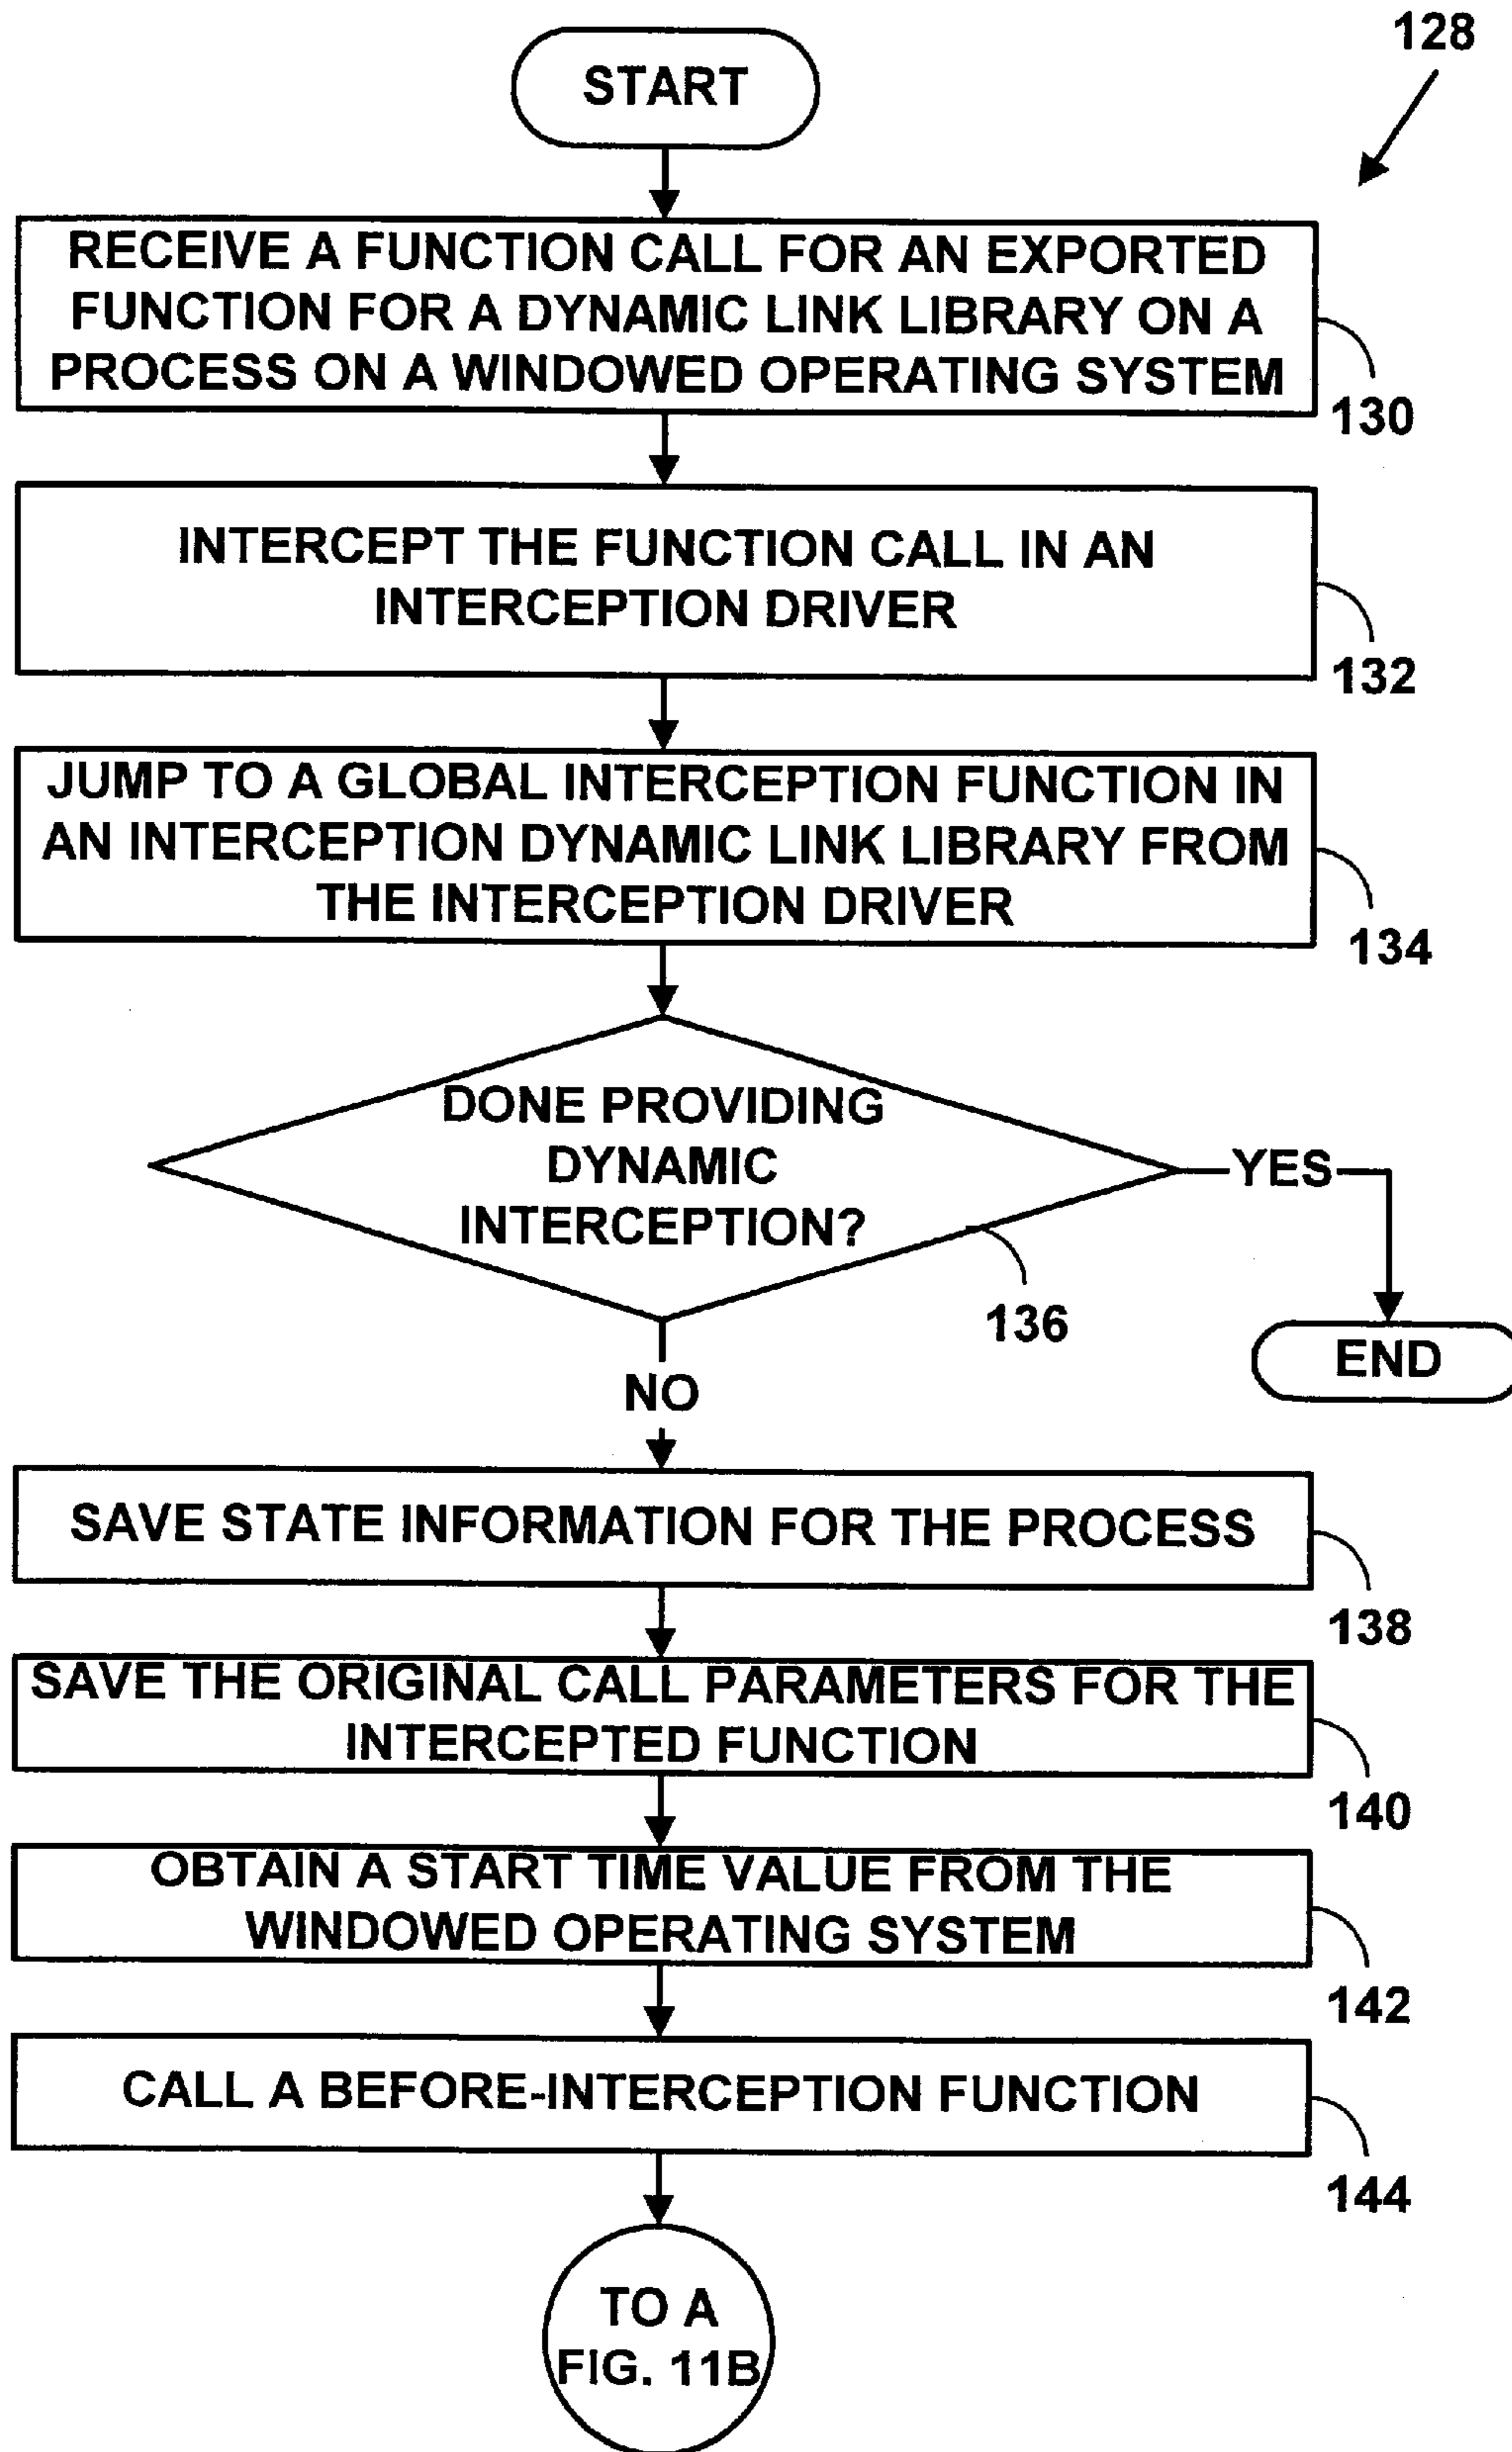 128
START
RECEIVE A FUNCTION CALL FOR AN EXPORTED
FUNCTION FOR A DYNAMIC LINK LIBRARY ON A
PROCESS ON A WINDOWED OPERATING SYSTEM
130
INTERCEPT THE FUNCTION CALL IN AN
INTERCEPTION DRIVER
132
JUMP TO A GLOBAL INTERCEPTION FUNCTION IN
AN INTERCEPTION DYNAMIC LINK LIBRARY FROM
THE INTERCEPTION DRIVER
134
DONE PROVIDING
DYNAMIC
INTERCEPTION?
YES
136
END
NO
SAVE STATE INFORMATION FOR THE PROCESS
138
SAVE THE ORIGINAL CALL PARAMETERS FOR THE
INTERCEPTED FUNCTION
140
OBTAIN A START TIME VALUE FROM THE
WINDOWED OPERATING SYSTEM
142
CALL A BEFORE-INTERCEPTION FUNCTION
144
TO A
FIG. 11B